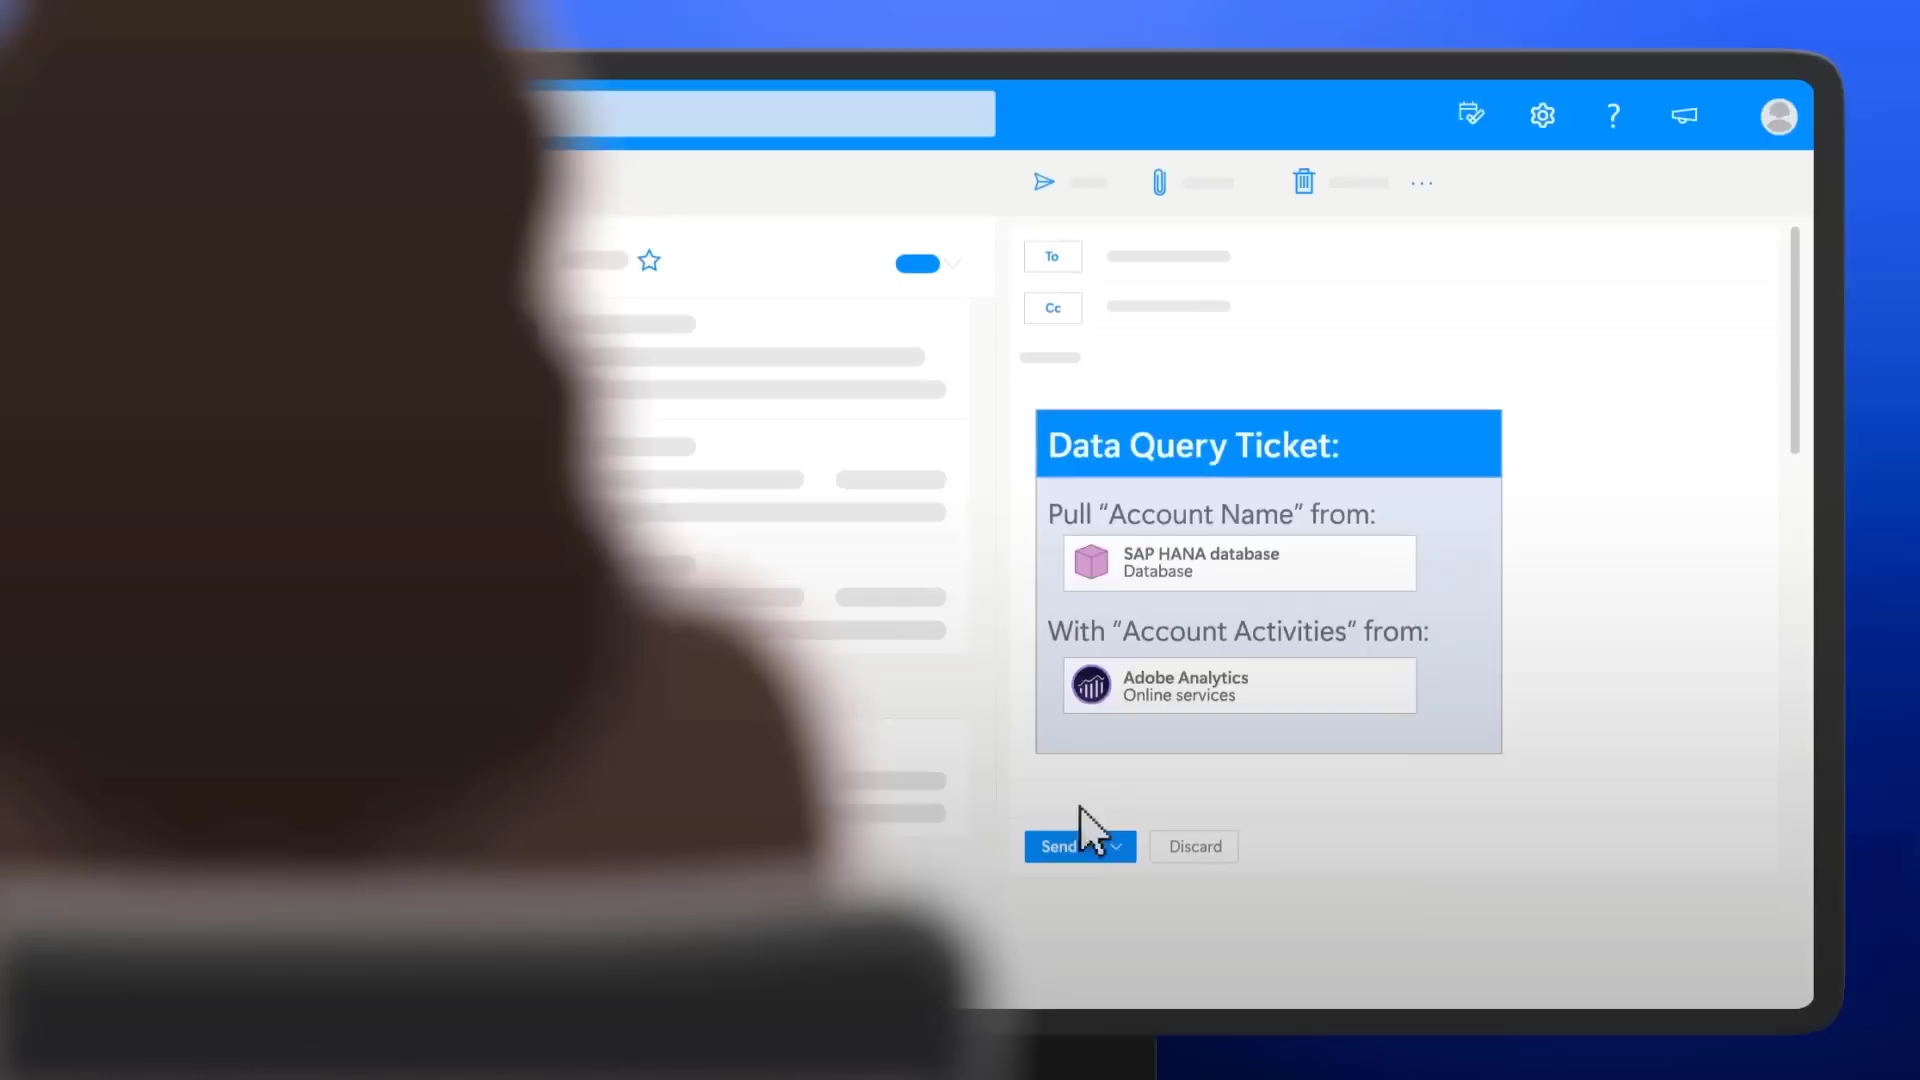 To
Cc
Data Query Ticket:
Pull “Account Name” from:
SAP HANA database
Database
With “Account Activities” from:
Adobe Analytics
Online services
Send
Discard